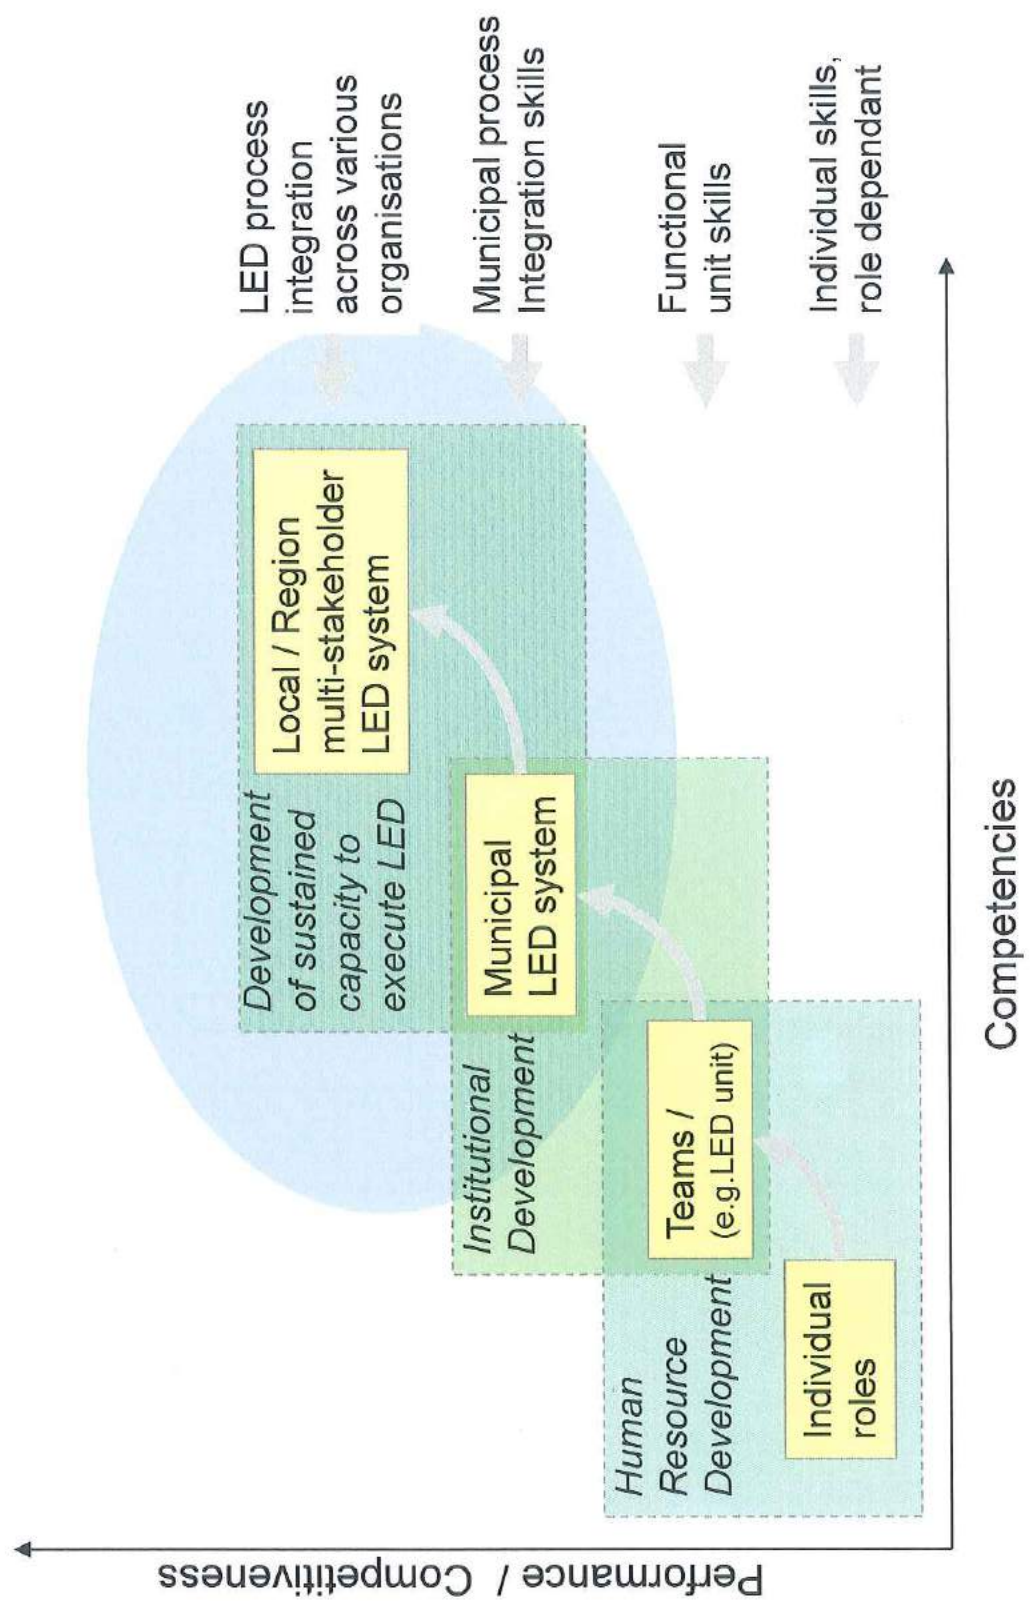 LED process
integration
across various
organisations
Municipal process
Integration skills
Functional
unit skills
Individual skills,
role dependant
Development
of sustained
capacity to
execute LED
Local / Region
multi-stakeholder
LED system
Institutional
Development
Municipal
LED system
Human
Resource
Development
Teams /
(e.g.LED unit)
Individual
roles
Performance / Competitiveness
Competencies